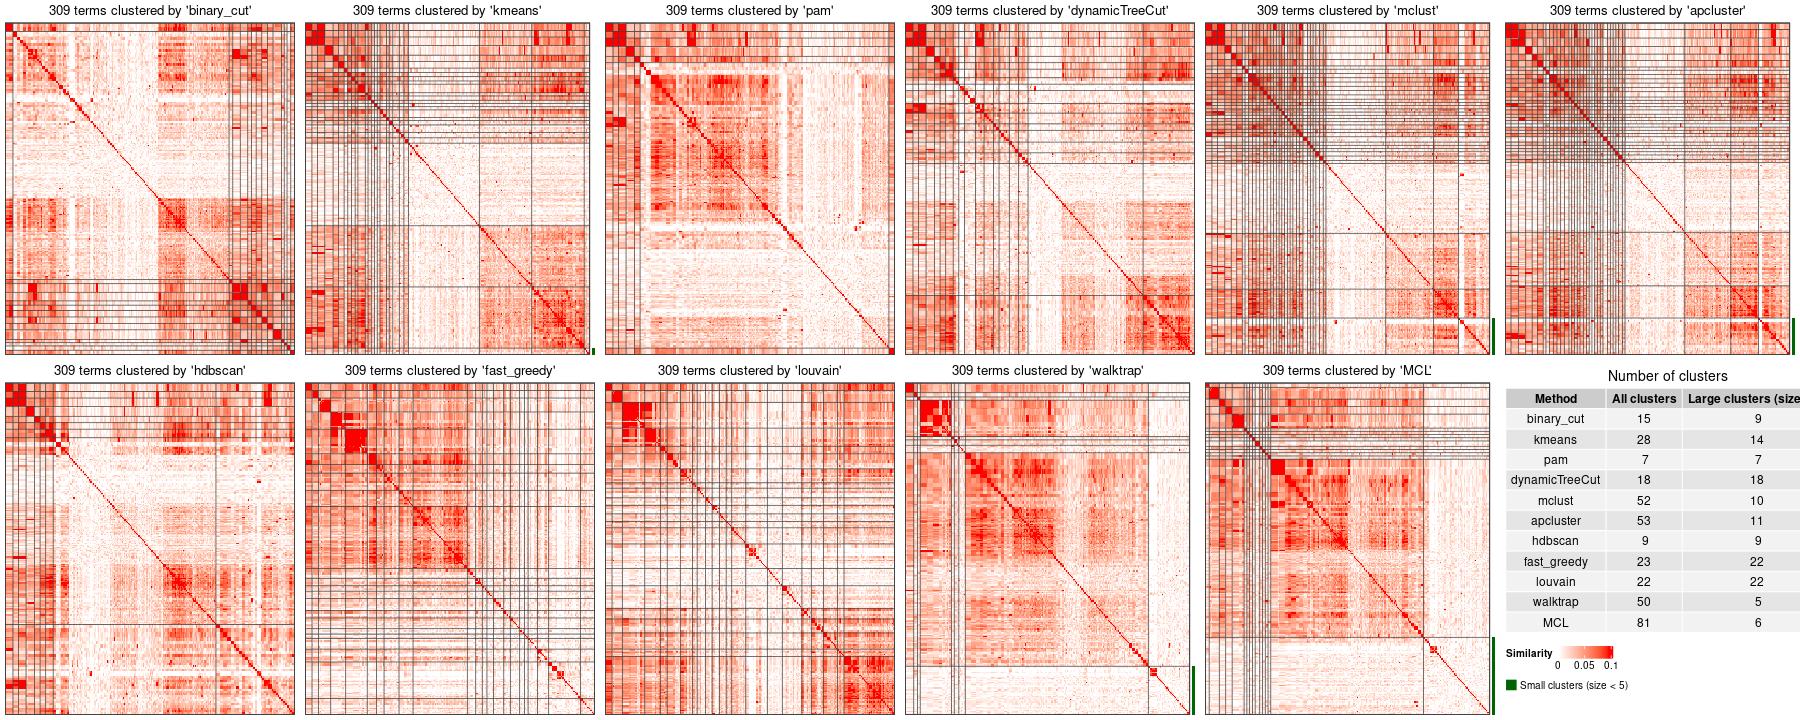 309 terms clustered by 'binary_cut'
309 terms clustered by 'kmeans'
309 terms clustered by 'pam'
309 terms clustered by 'dynamicTreeCut'
309 terms clustered by 'mclust'
309 terms clustered by 'apcluster'
309 terms clustered by 'hdbscan'
309 terms clustered by 'fast_greedy'
309 terms clustered by 'louvain'
309 terms clustered by 'walktrap'
309 terms clustered by 'MCL'
Number of clusters
Method All clusters Large clusters (size
binary_cut 15 9
kmeans 28 14
pam 7 7
dynamicTreeCut 18 18
mclust 52 10
apcluster 53 11
hdbscan 9 9
fast_greedy 23 22
louvain 22 22
walktrap 50 5
MCL 81 6
Similarity
0 0.05 0.1
Small clusters (size < 5)